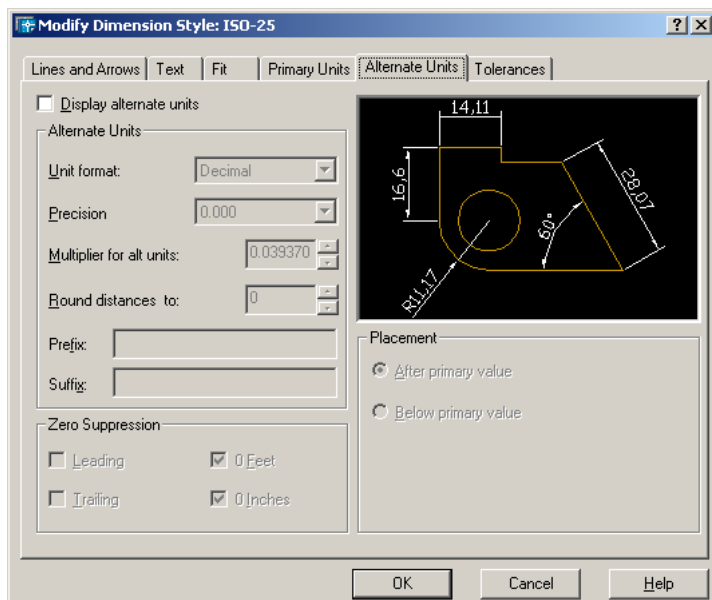 Modify Dimension Style: ISO-25
Lines and Arrows
Text
Fit
Primary Units
Alternate Units
Tolerances
Display alternate units
Alternate Units
Unit format:
Decimal
Precision
0.000
Multiplier for alt units:
0.039370
Round distances to:
0
Prefix:
Suffix:
Zero Suppression
Leading
0 Feet
Trailing
0 Inches
14,11
16,6
28,07
60°
R11,17
Placement
After primary value
Below primary value
OK
Cancel
Help